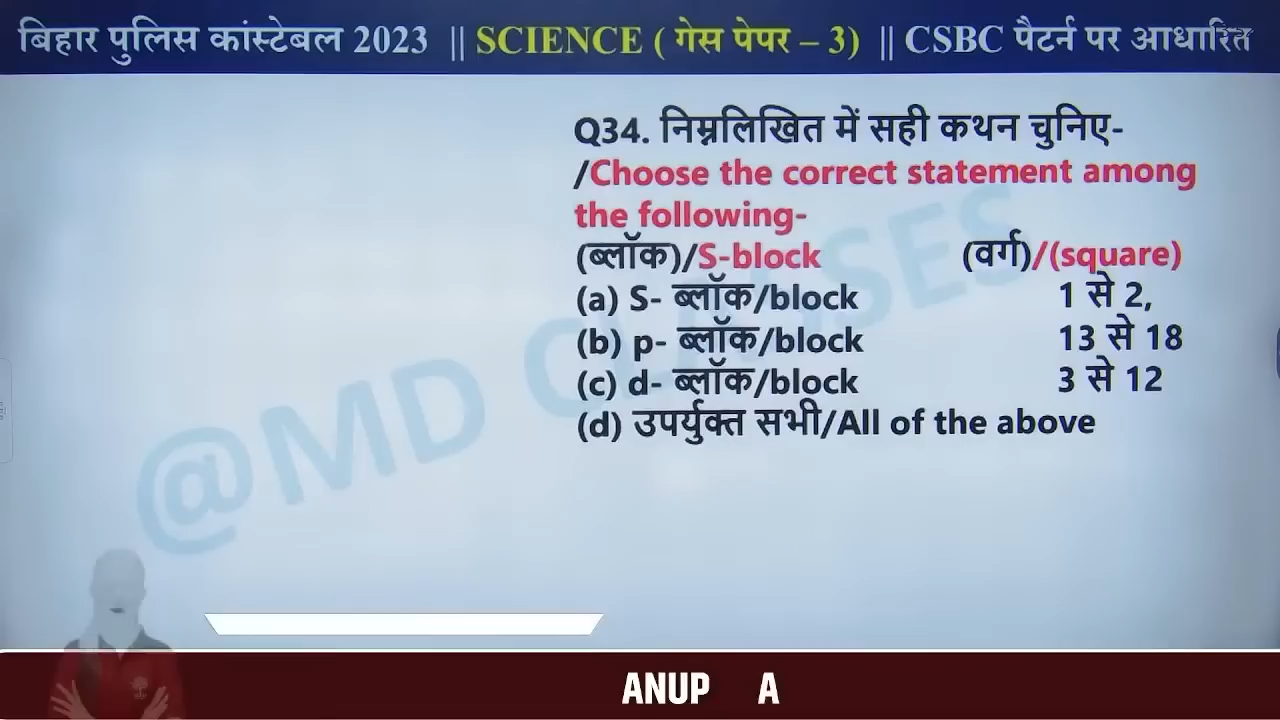 बिहार पुलिस कांस्टेबल 2023 || SCIENCE ( गेस पेपर – 3) || CSBC पैटर्न पर आधारित
Q34. निम्नलिखित में सही कथन चुनिए-
/Choose the correct statement among
the following-
(ब्लॉक)/S-block (वर्ग)/(square)
(a) S- ब्लॉक/block 1 से 2,
(b) p- ब्लॉक/block 13 से 18
(c) d- ब्लॉक/block 3 से 12
(d) उपर्युक्त सभी/All of the above
@MD CLASSES
ANUP A